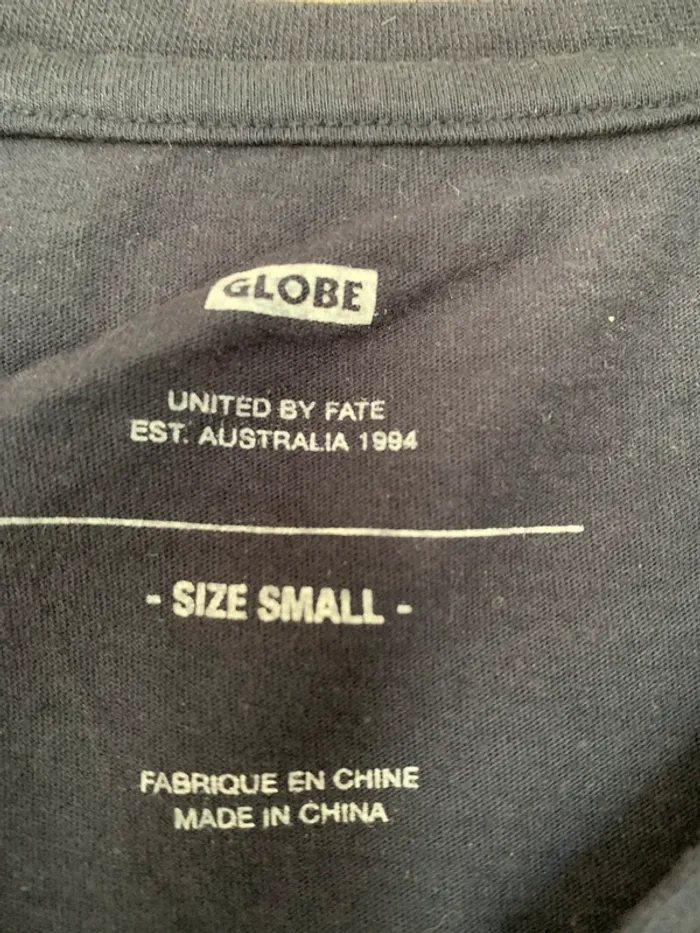 GLOBE
UNITED BY FATE
EST. AUSTRALIA 1994
- SIZE SMALL -
FABRIQUE EN CHINE
MADE IN CHINA